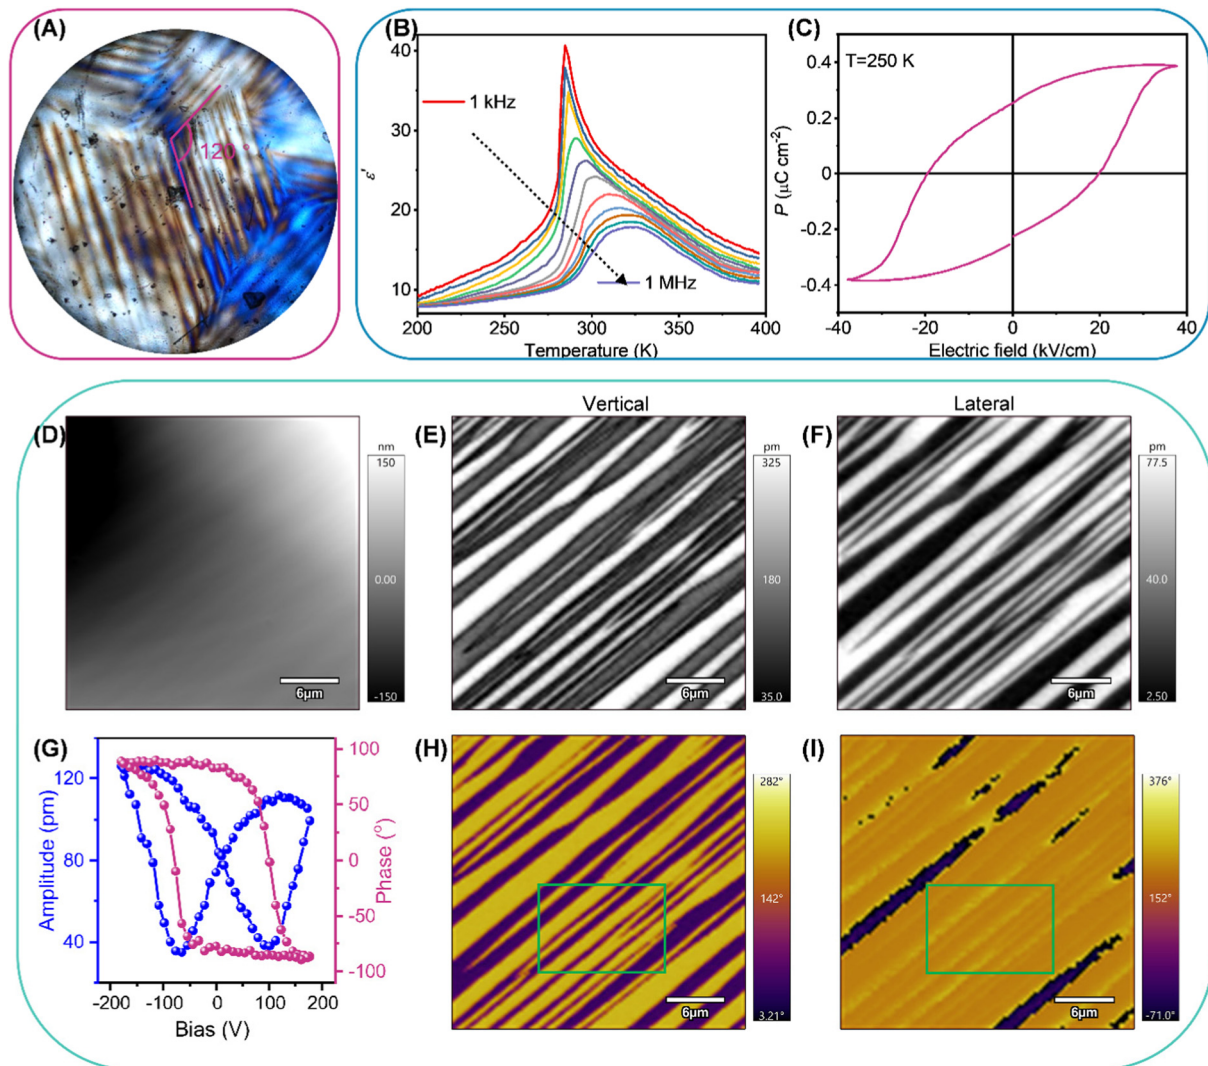 (A)
120 °
(B)
40
30
20
10
ε'
1 kHz
1 MHz
200 250 300 350 400
Temperature (K)
(C)
T=250 K
0.4
0.2
0
-0.2
-0.4
P (μC cm-2)
-40 -20 0 20 40
Electric field (kV/cm)
Vertical
Lateral
(D)
nm
150
0.00
-150
6μm
(E)
pm
325
180
35.0
6μm
(F)
pm
77.5
40.0
2.50
6μm
(G)
120
80
40
Amplitude (pm)
100
50
0
-50
-100
Phase (°)
-200 -100 0 100 200
Bias (V)
(H)
282°
142°
3.21°
6μm
(I)
376°
152°
-71.0°
6μm